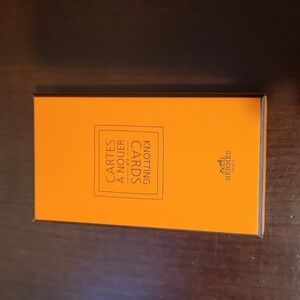 CARTES
À NOUER
KNOTTING
CARDS
HERMÈS